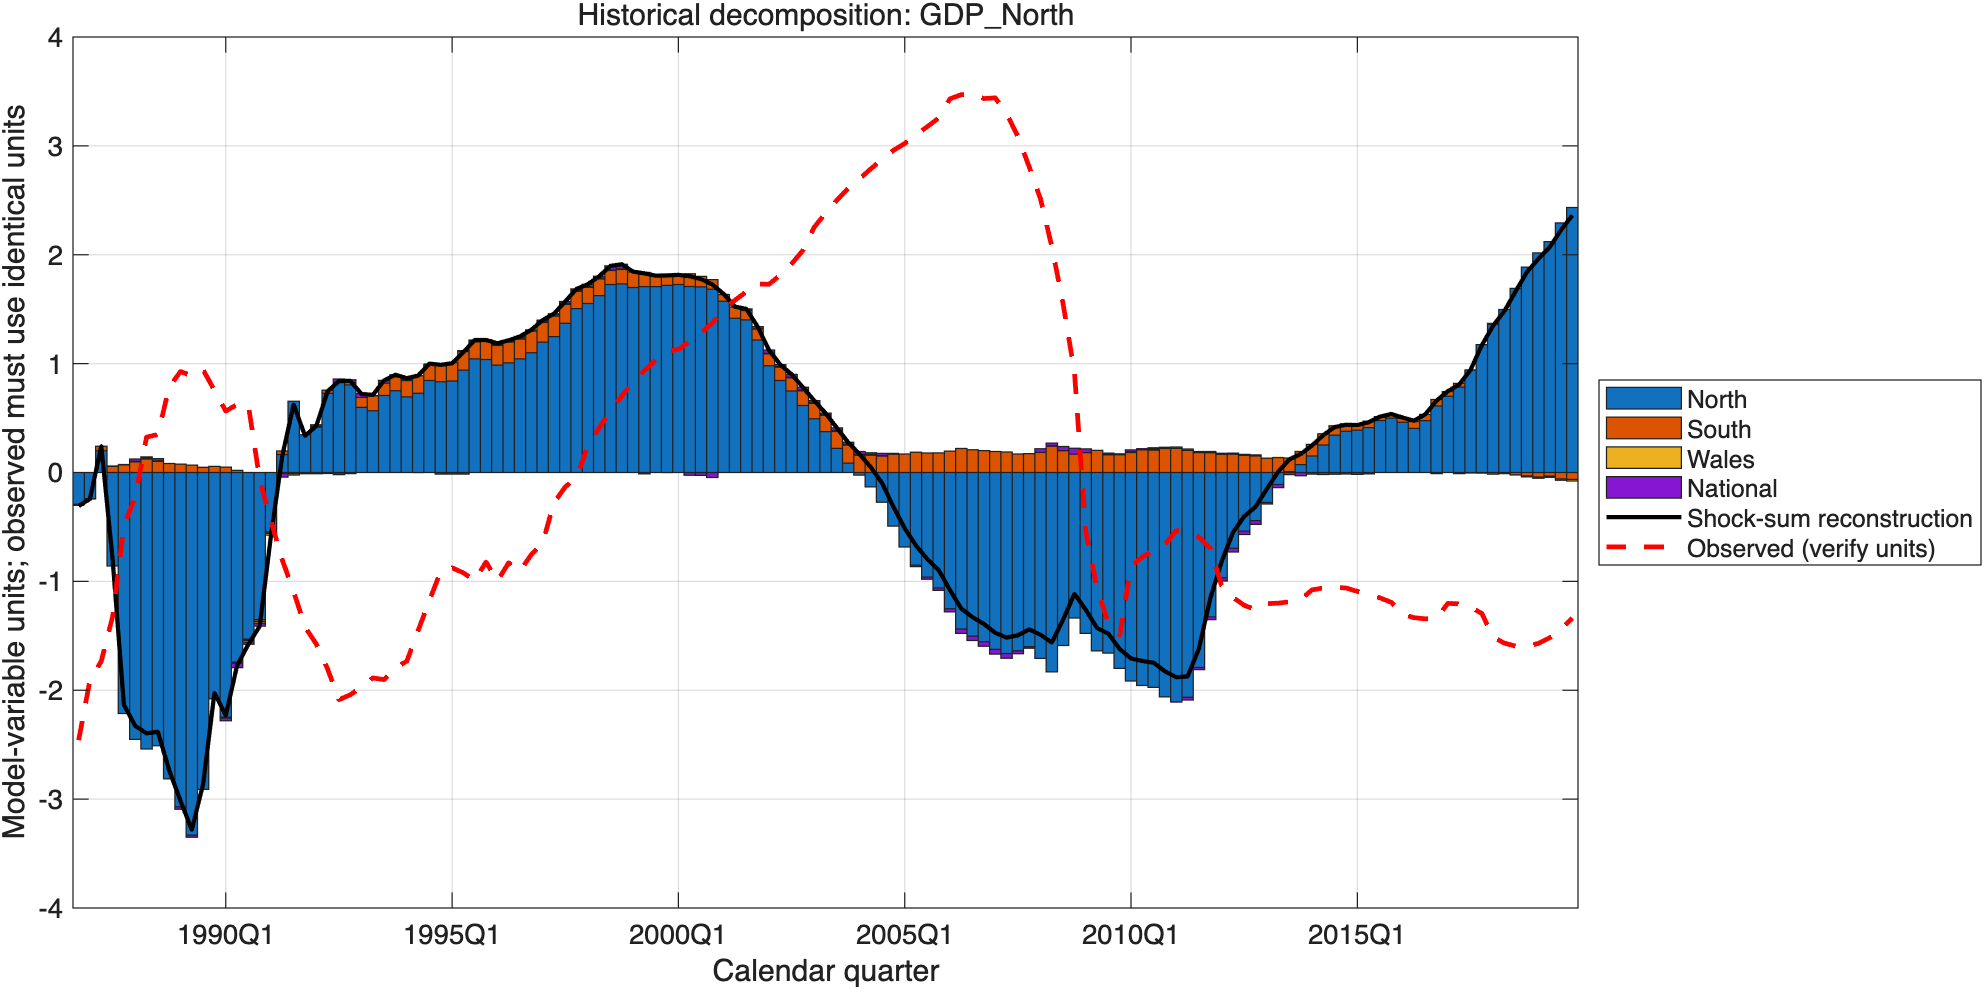 Historical decomposition: GDP_North
Model-variable units; observed must use identical units
4
3
2
1
0
-1
-2
-3
-4
1990Q1
1995Q1
2000Q1
2005Q1
2010Q1
2015Q1
Calendar quarter
North
South
Wales
National
Shock-sum reconstruction
Observed (verify units)